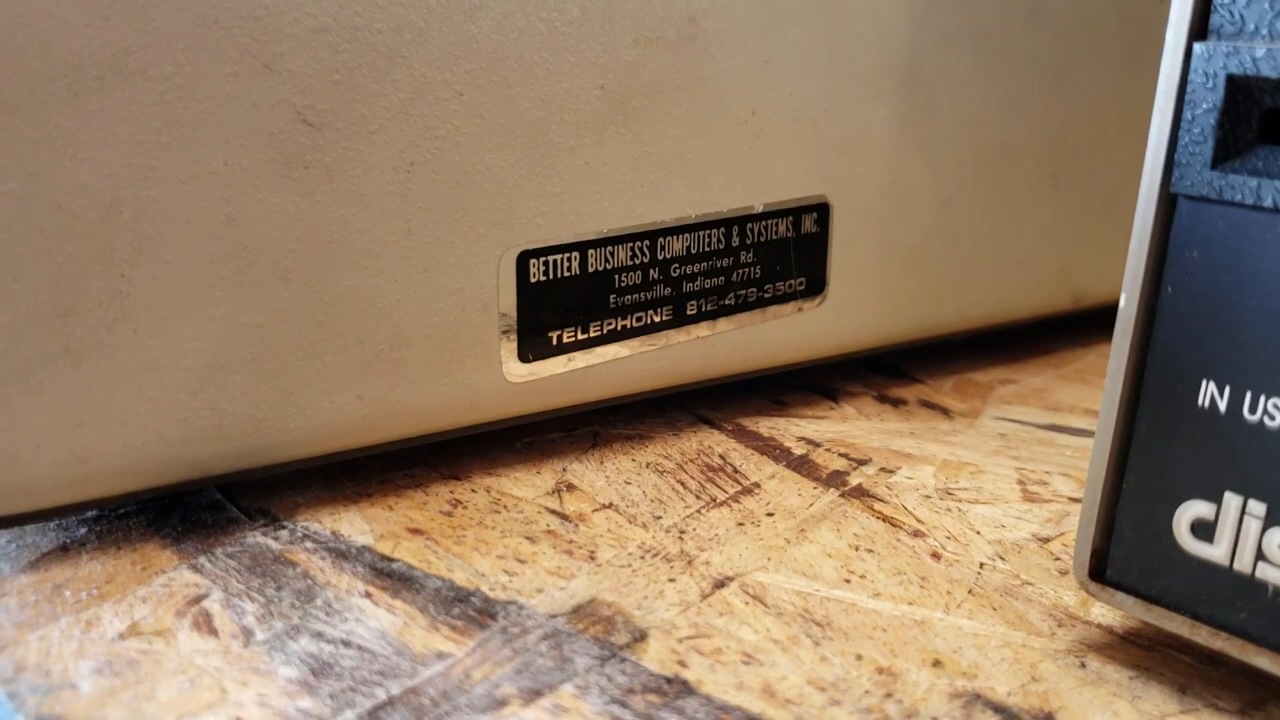 BETTER BUSINESS COMPUTERS & SYSTEMS, INC.
1500 N. Greenriver Rd.
Evansville, Indiana 47715
TELEPHONE 812-479-3500
IN US
dis